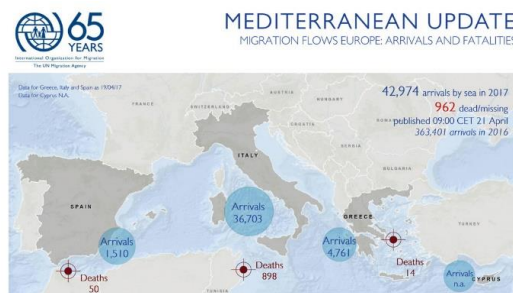 65
YEARS
International Organization for Migration
The UN Migration Agency
MEDITERRANEAN UPDATE
MIGRATION FLOWS EUROPE: ARRIVALS AND FATALITIES
Data for Greece, Italy and Spain as 19/04/17
Data for Cyprus N.A.
42,974 arrivals by sea in 2017
962 dead/missing
published 09:00 CET 21 April
363,401 arrivals in 2016
AUSTRIA
HUNGARY
FRANCE
SWITZERLAND
CROATIA
SERBIA
BULGARIA
ITALY
SPAIN
GREECE
TURKEY
Arrivals
36,703
Arrivals
1,510
Arrivals
4,761
Deaths
50
Deaths
898
Deaths
14
Arrivals
n.a.
CYPRUS
TUNISIA